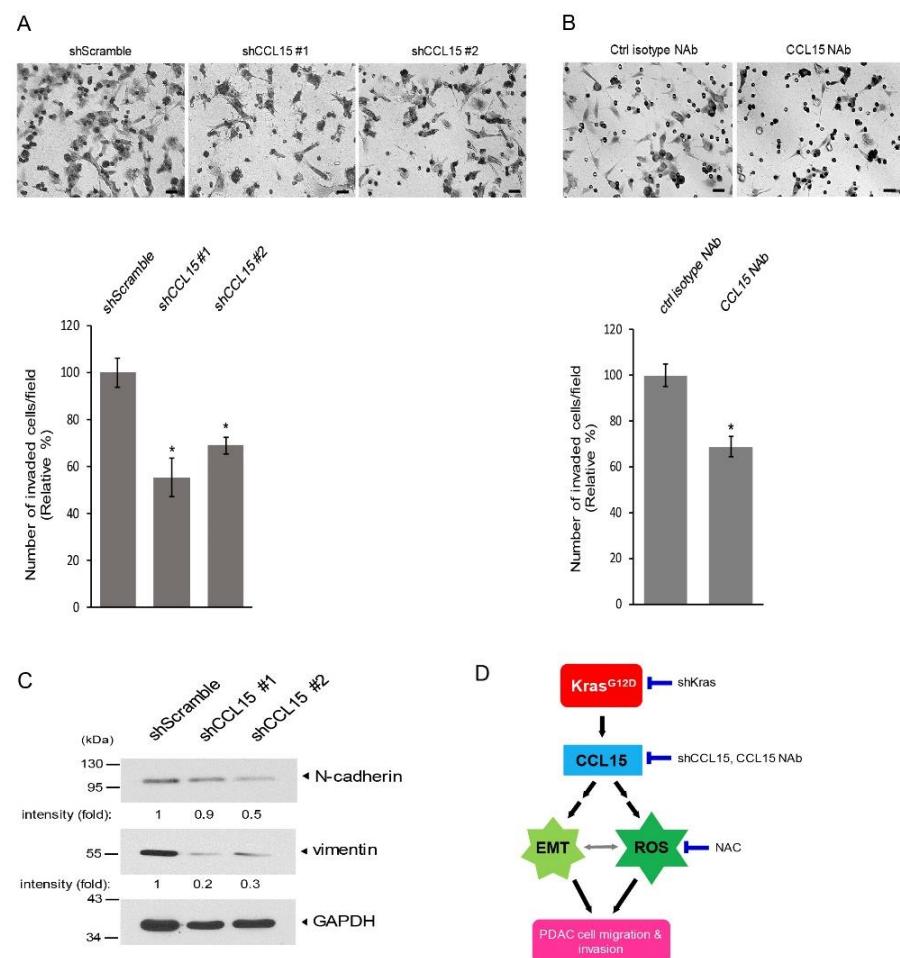 A
shScramble
shCCL15 #1
shCCL15 #2
B
Ctrl isotype NAb
CCL15 NAb
shScramble
shCCL15 #1
shCCL15 #2
120
100
80
60
40
20
0
Number of invaded cells/field
(Relative %)
*
*
ctrl isotype NAb
CCL15 NAb
120
100
80
60
40
20
0
Number of invaded cells/field
(Relative %)
*
C
shScramble
shCCL15 #1
shCCL15 #2
(kDa)
130
95
N-cadherin
intensity (fold): 1 0.9 0.5
55
vimentin
intensity (fold): 1 0.2 0.3
43
34
GAPDH
D
KrasG12D
shKras
CCL15
shCCL15, CCL15 NAb
EMT
ROS
NAC
PDAC cell migration &
invasion